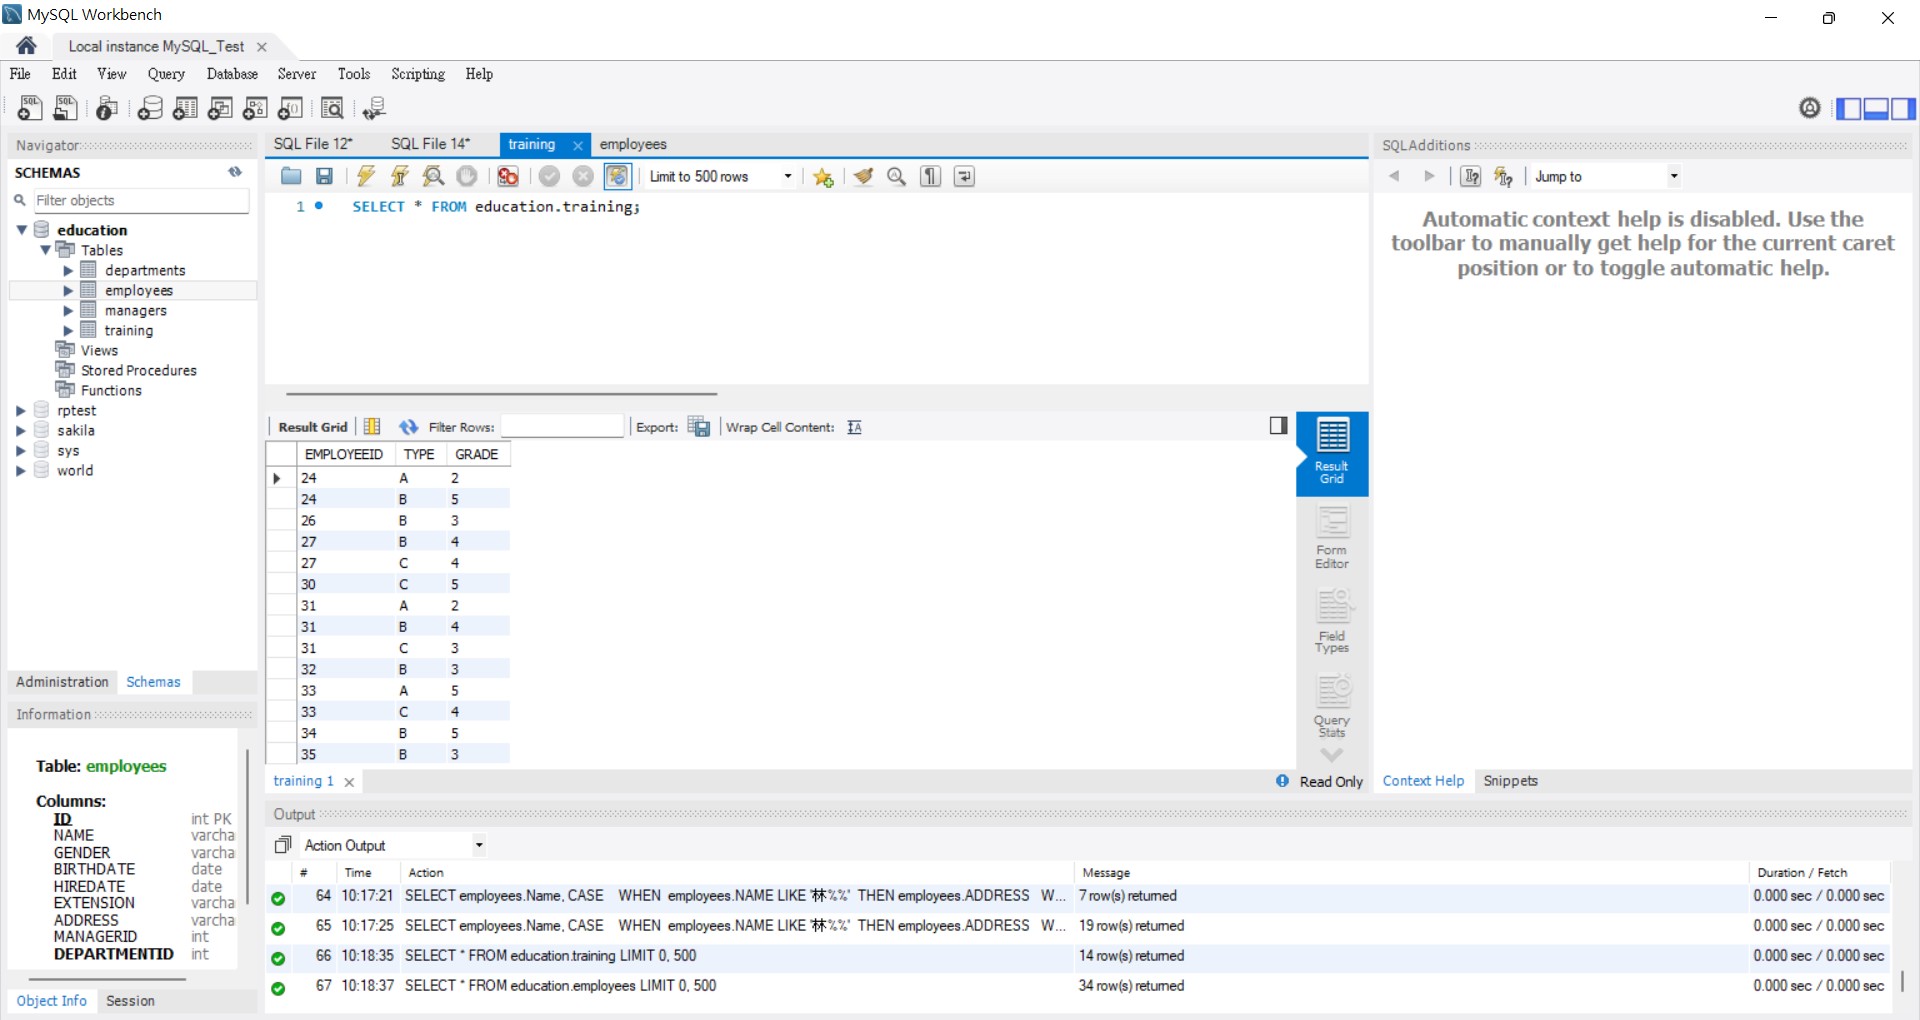 MySQL Workbench
Local instance MySQL_Test
File Edit View Query Database Server Tools Scripting Help
Navigator
SCHEMAS
Filter objects
education
Tables
departments
employees
managers
training
Views
Stored Procedures
Functions
rptest
sakila
sys
world
Administration Schemas
Information
Table: employees
Columns:
ID int PK
NAME varcha
GENDER varcha
BIRTHDATE date
HIREDATE date
EXTENSION varcha
ADDRESS varcha
MANAGERID int
DEPARTMENTID int
Object Info Session
SQL File 12* SQL File 14* training employees
Limit to 500 rows
1 SELECT * FROM education.training;
Result Grid Filter Rows: Export: Wrap Cell Content:
EMPLOYEEID TYPE GRADE
24 A 2
24 B 5
26 B 3
27 B 4
27 C 4
30 C 5
31 A 2
31 B 4
31 C 3
32 B 3
33 A 5
33 C 4
34 B 5
35 B 3
Result
Grid
Form
Editor
Field
Types
Query
Stats
training 1
Read Only
SQLAdditions
Jump to
Automatic context help is disabled. Use the
toolbar to manually get help for the current caret
position or to toggle automatic help.
Context Help Snippets
Output
Action Output
# Time Action Message Duration / Fetch
64 10:17:21 SELECT employees.Name, CASE WHEN employees.NAME LIKE '林%%' THEN employees.ADDRESS W... 7 row(s) returned 0.000 sec / 0.000 sec
65 10:17:25 SELECT employees.Name, CASE WHEN employees.NAME LIKE '林%%' THEN employees.ADDRESS W... 19 row(s) returned 0.000 sec / 0.000 sec
66 10:18:35 SELECT * FROM education.training LIMIT 0, 500 14 row(s) returned 0.000 sec / 0.000 sec
67 10:18:37 SELECT * FROM education.employees LIMIT 0, 500 34 row(s) returned 0.000 sec / 0.000 sec